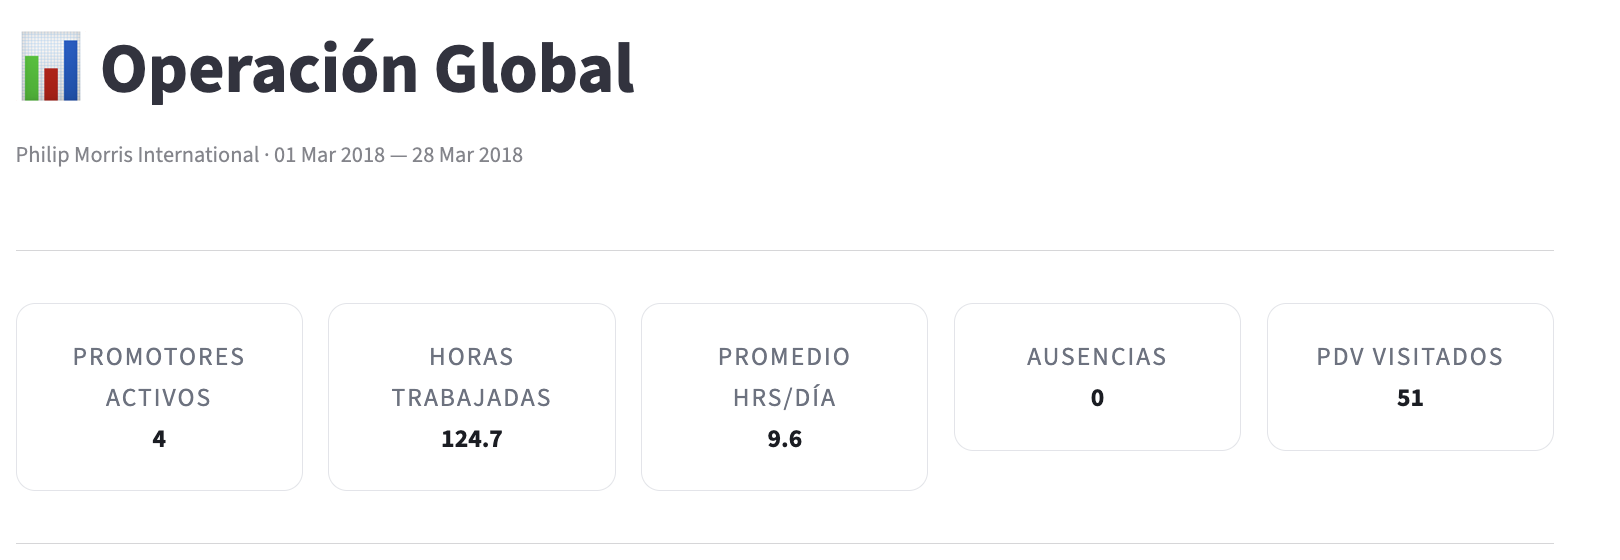 Operación Global
Philip Morris International · 01 Mar 2018 — 28 Mar 2018
PROMOTORES
ACTIVOS
4
HORAS
TRABAJADAS
124.7
PROMEDIO
HRS/DÍA
9.6
AUSENCIAS
0
PDV VISITADOS
51